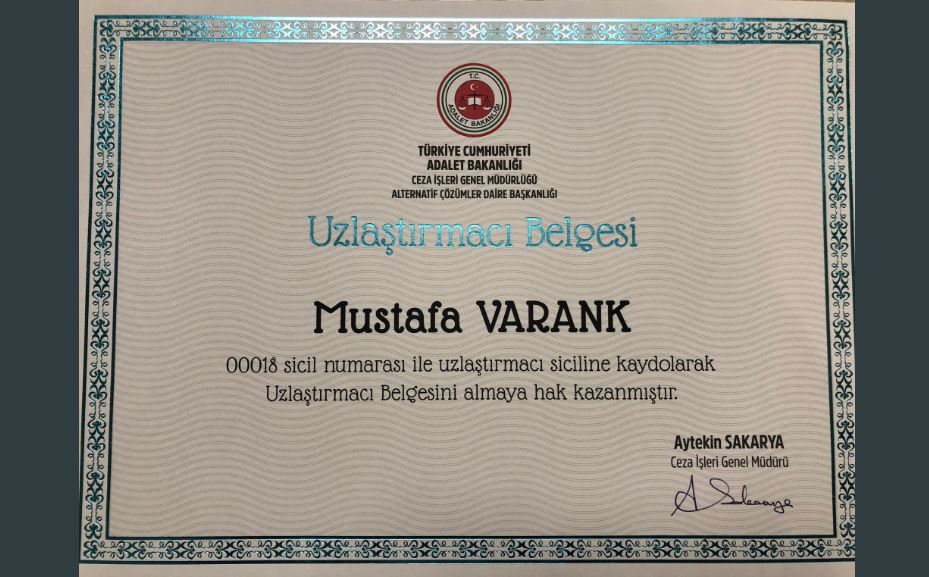 T.C.
ADALET BAKANLIĞI
TÜRKİYE CUMHURİYETİ
ADALET BAKANLIĞI
CEZA İŞLERİ GENEL MÜDÜRLÜĞÜ
ALTERNATİF ÇÖZÜMLER DAİRE BAŞKANLIĞI
Uzlaştırmacı Belgesi
Mustafa VARANK
00018 sicil numarası ile uzlaştırmacı siciline kaydolarak
Uzlaştırmacı Belgesini almaya hak kazanmıştır.
Aytekin SAKARYA
Ceza İşleri Genel Müdürü